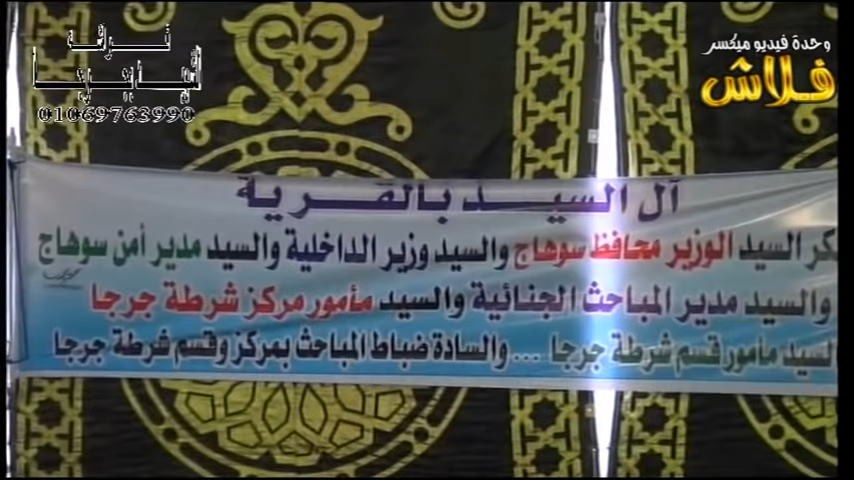 شركة
01069763990
وحدة فيديو ميكسر
فلاش
آل السيد بالقرية
السيد الوزير محافظ سوهاج والسيد وزير الداخلية والسيد مدير أمن سوهاج
والسيد مدير المباحث الجنائية والسيد مأمور مركز شرطة جرجا
السيد مأمور قسم شرطة جرجا ... والسادة ضباط المباحث بمركز وقسم شرطة جرجا